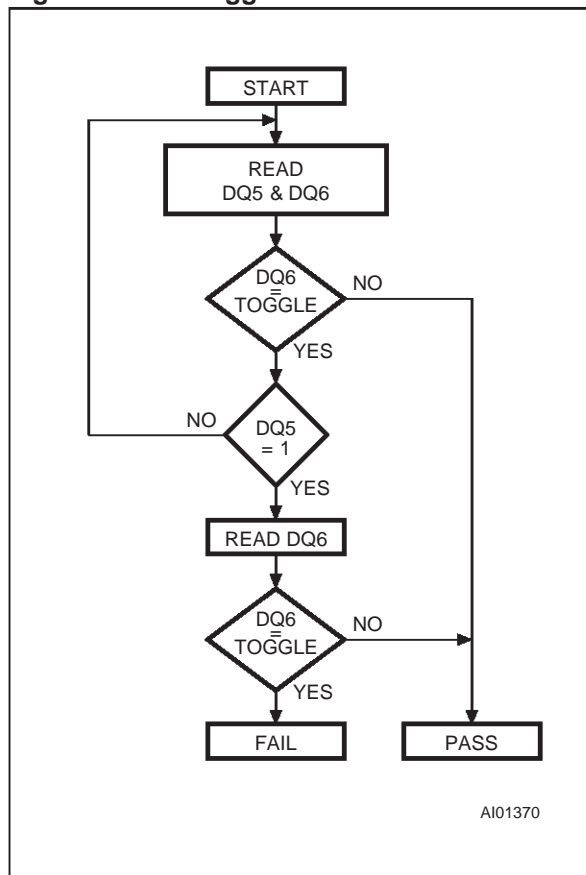 START
READ
DQ5 & DQ6
DQ6
=
TOGGLE
NO
YES
NO
DQ5
= 1
YES
READ DQ6
DQ6
=
TOGGLE
NO
YES
FAIL
PASS
AI01370